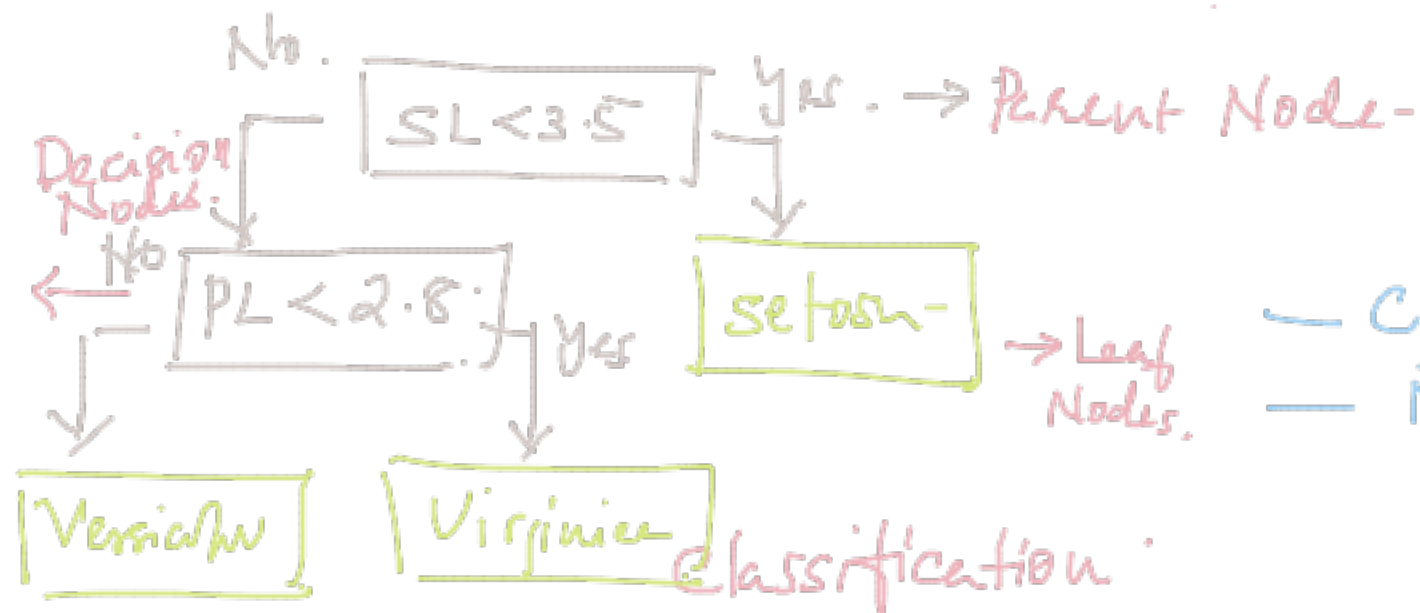 No.
SL<3.5
Yes. → Parent Node-
Decision
Nodes.
No
PL < 2.8
Yes
setosa
→ Leaf
Nodes.
— C
Versicolor
Virginica
Classification